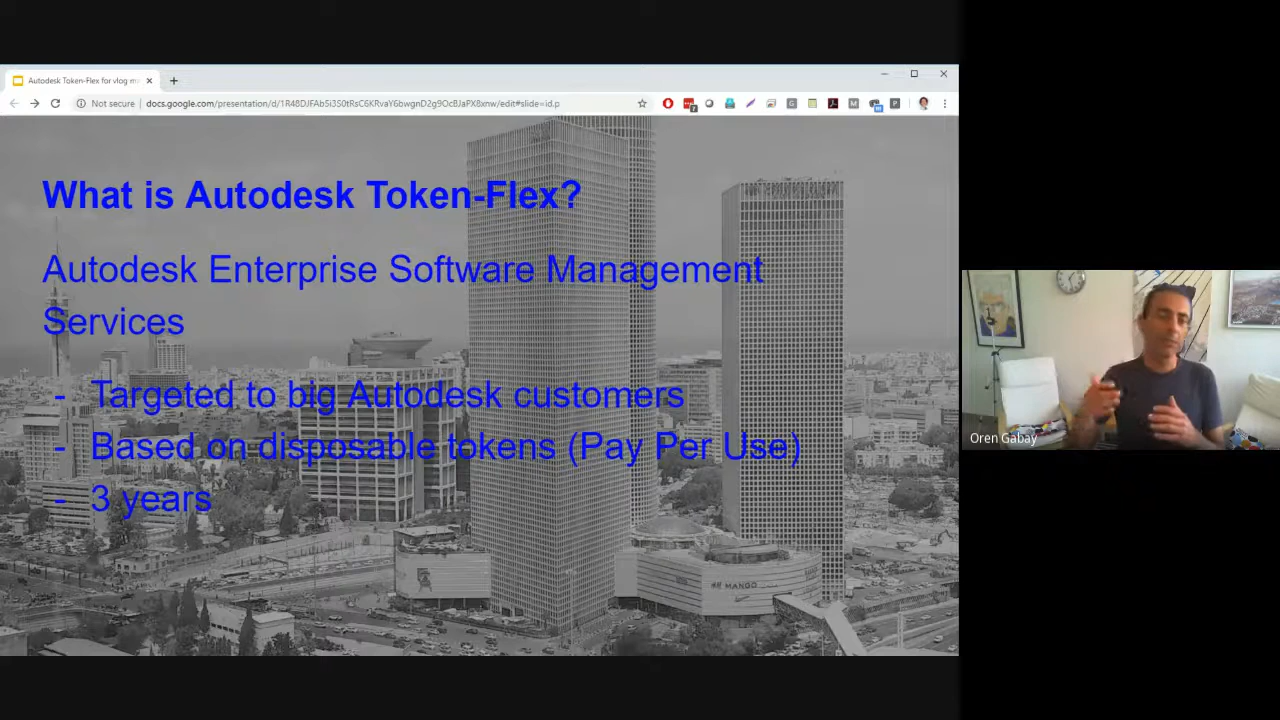 Autodesk Token-Flex for vlog m
Not secure
docs.google.com/presentation/d/1R48DJFAb5i3S0tRsC6KRvaY6bwgnD2g9OcBJaPX8xnw/edit#slide=id.p
What is Autodesk Token-Flex?
Autodesk Enterprise Software Management
Services
- Targeted to big Autodesk customers
- Based on disposable tokens (Pay Per Use)
- 3 years
H&M MANGO
Oren Gabay